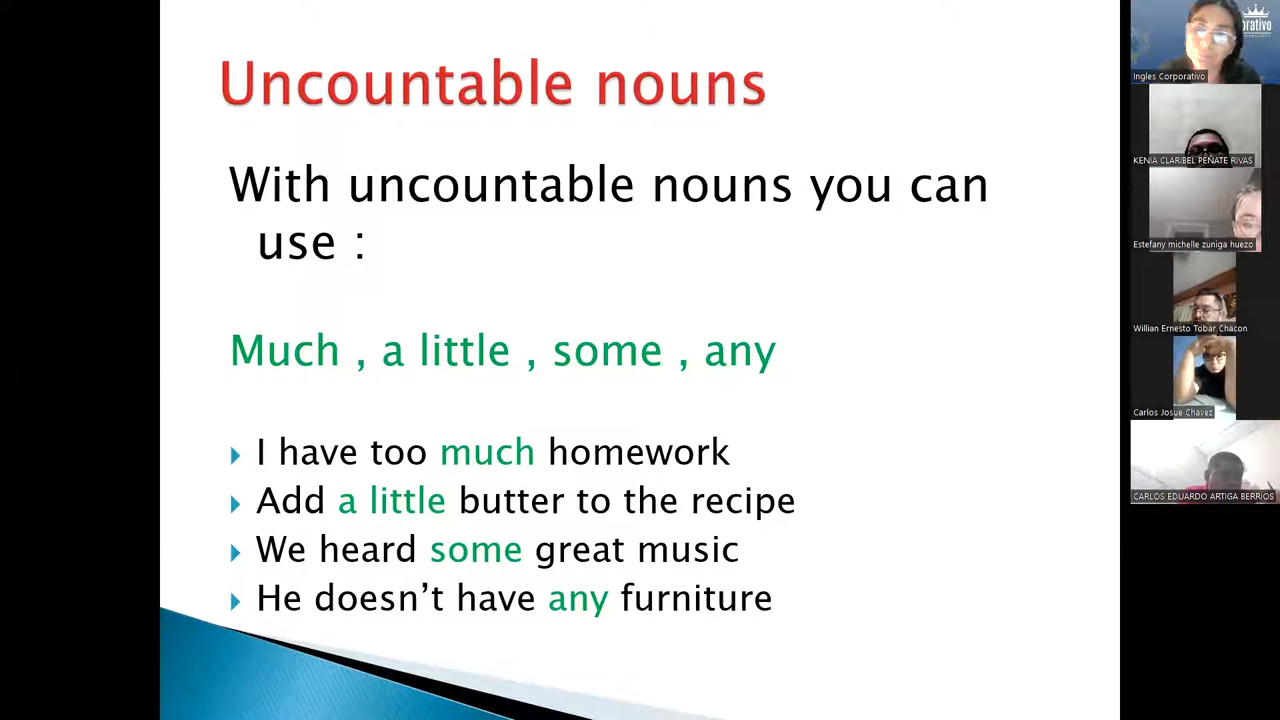 Uncountable nouns
With uncountable nouns you can
use :
Much , a little , some , any
I have too much homework
Add a little butter to the recipe
We heard some great music
He doesn’t have any furniture
Ingles Corporativo
KENIA CLARIBEL PEÑATE RIVAS
Estefany michelle zuniga huezo
Willian Ernesto Tobar Chacon
Carlos Josue Chavez
CARLOS EDUARDO ARTIGA BERRIOS